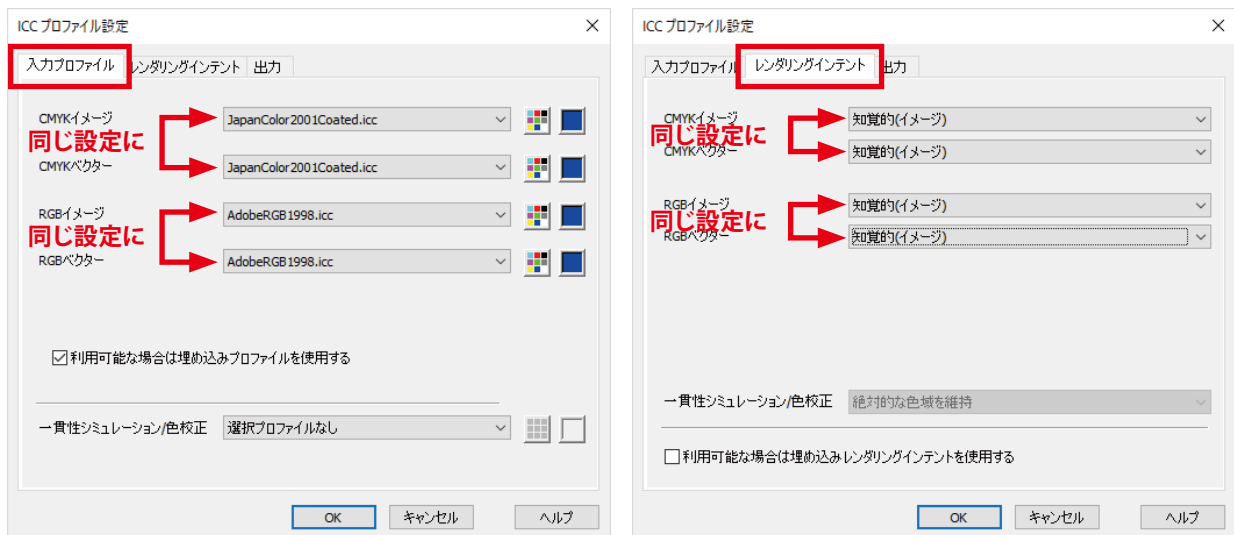 ICC プロファイル設定
入力プロファイル レンダリングインテント 出力
CMYKイメージ JapanColor2001Coated.icc
同じ設定に
CMYKベクター JapanColor2001Coated.icc
RGBイメージ AdobeRGB1998.icc
同じ設定に
RGBベクター AdobeRGB1998.icc
利用可能な場合は埋め込みプロファイルを使用する
一貫性シミュレーション/色校正 選択プロファイルなし
OK キャンセル ヘルプ
ICC プロファイル設定
入力プロファイル レンダリングインテント 出力
CMYKイメージ 知覚的(イメージ)
同じ設定に
CMYKベクター 知覚的(イメージ)
RGBイメージ 知覚的(イメージ)
同じ設定に
RGBベクター 知覚的(イメージ)
一貫性シミュレーション/色校正 絶対的な色域を維持
利用可能な場合は埋め込みレンダリングインテントを使用する
OK キャンセル ヘルプ